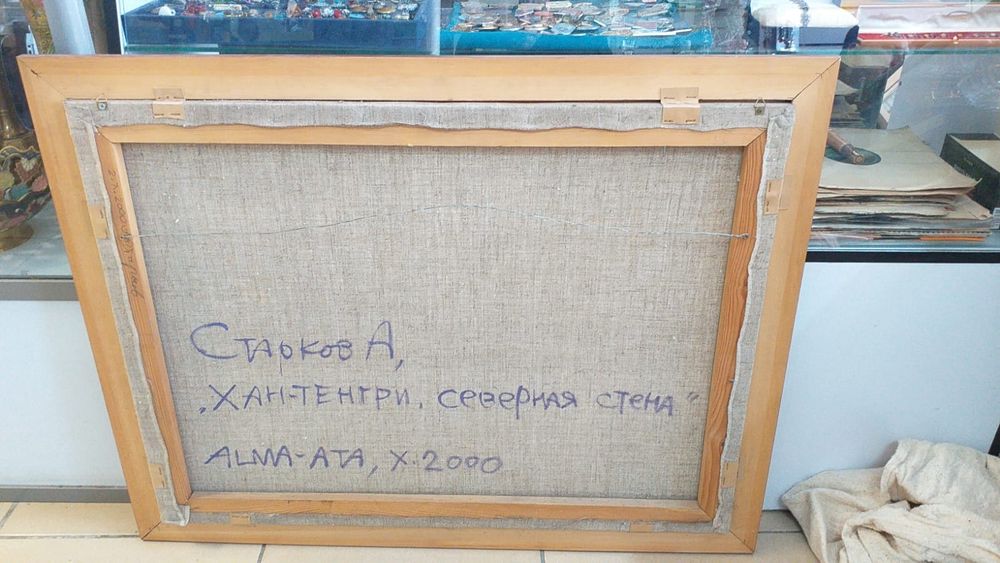 Старков А,
„Хан-Тенгри. северная стена"
ALMA-ATA, X-2000